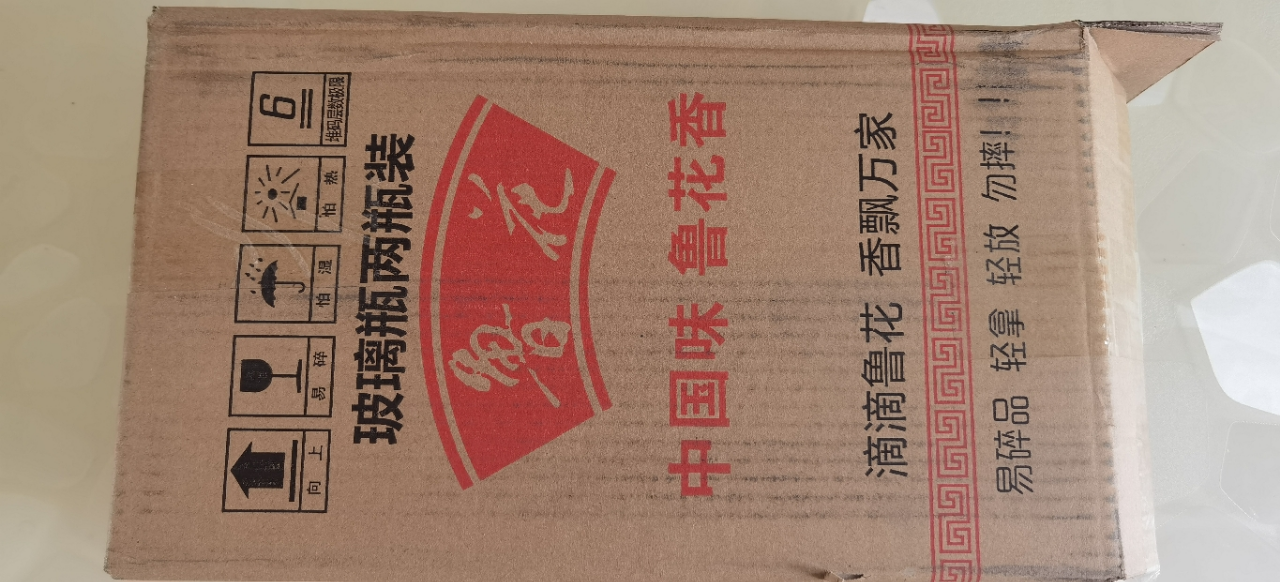 向上
易碎
怕湿
怕热
6
堆码层数极限
玻璃瓶两瓶装
鲁花
中国味 鲁花香
滴滴鲁花 香飘万家
易碎品 轻拿 轻放 勿摔!!